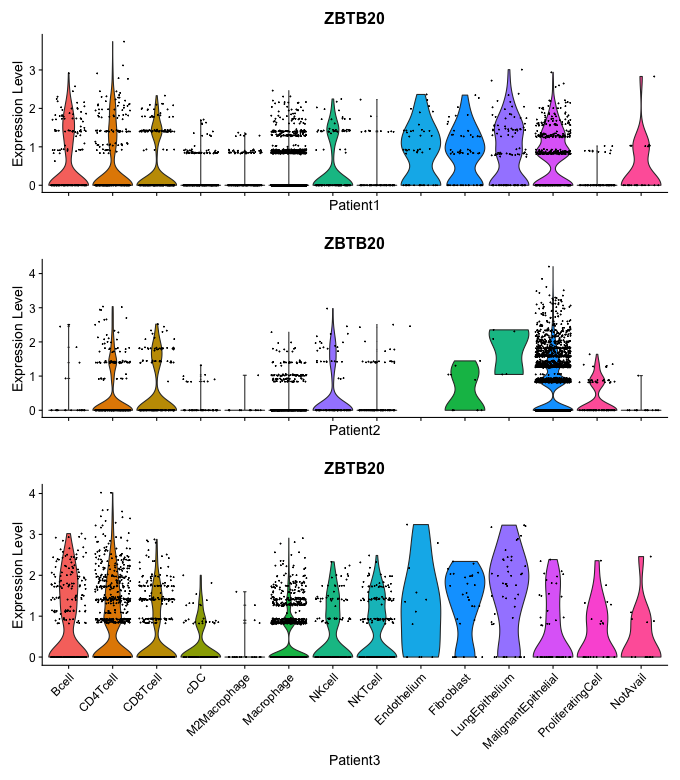 ZBTB20
Expression Level
3
2
1
0
Patient1
ZBTB20
Expression Level
4
3
2
1
0
Patient2
ZBTB20
Expression Level
4
3
2
1
0
Bcell
CD4Tcell
CD8Tcell
cDC
M2Macrophage
Macrophage
NKcell
NKTcell
Endothelium
Fibroblast
LungEpithelium
MalignantEpithelial
ProliferatingCell
NotAvail
Patient3